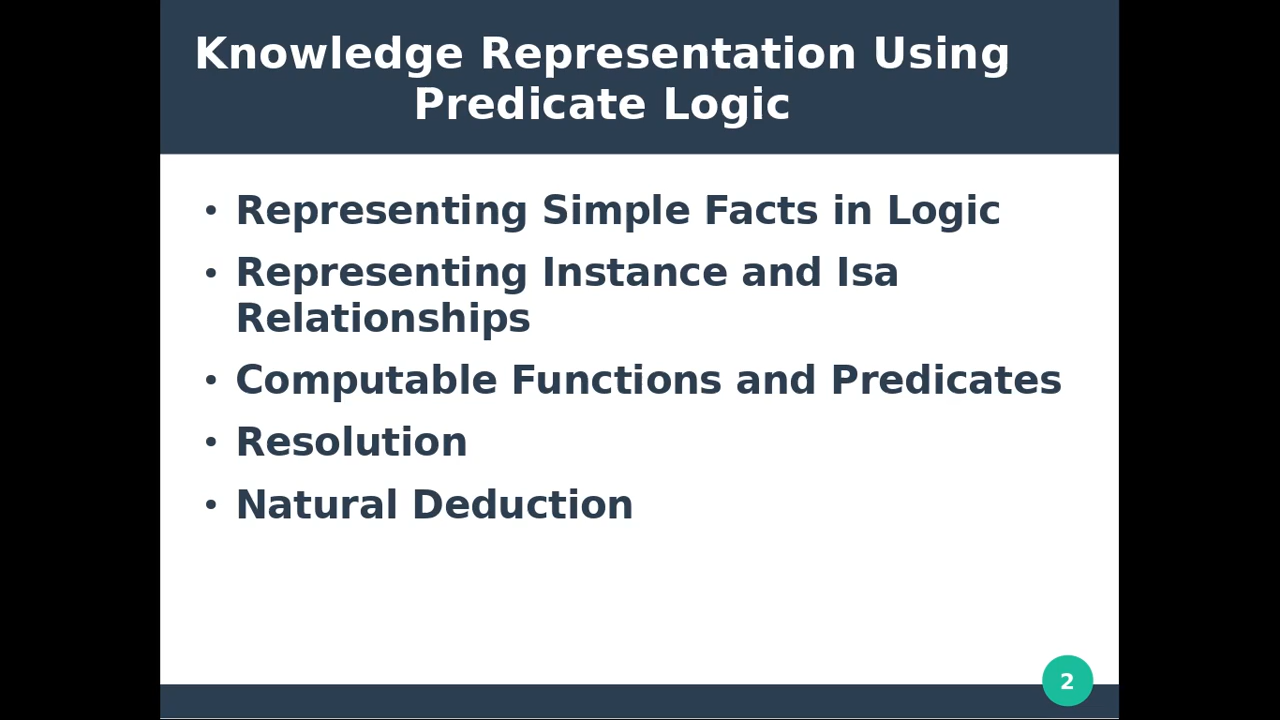 Knowledge Representation Using
Predicate Logic
• Representing Simple Facts in Logic
• Representing Instance and Isa
Relationships
• Computable Functions and Predicates
• Resolution
• Natural Deduction
2